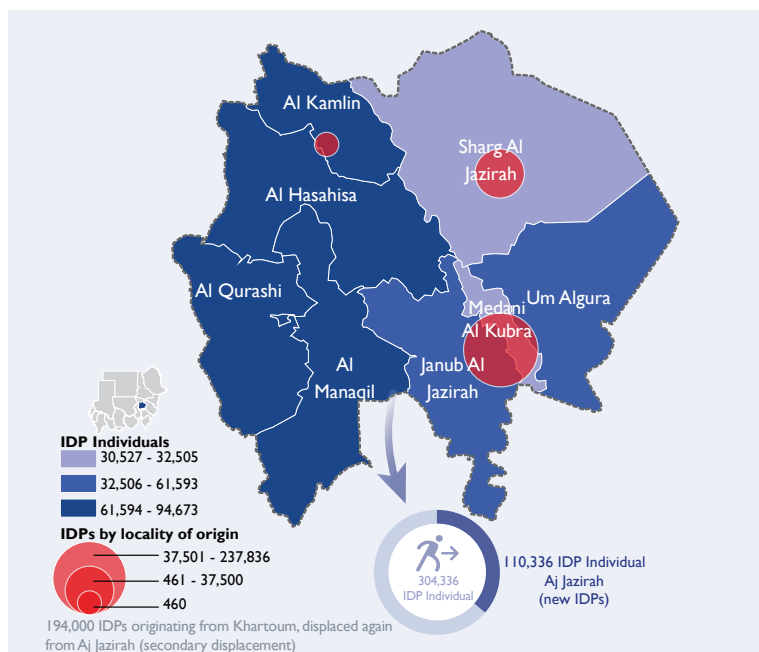 Al Kamlin
Sharg Al
Jazirah
Al Hasahisa
Al Qurashi
Um Algura
Medani
Al Kubra
Al
Manaqil
Janub Al
Jazirah
IDP Individuals
30,527 - 32,505
32,506 - 61,593
61,594 - 94,673
IDPs by locality of origin
37,501 - 237,836
461 - 37,500
460
304,336
IDP Individual
110,336 IDP Individual
Aj Jazirah
(new IDPs)
194,000 IDPs originating from Khartoum, displaced again
from Aj Jazirah (secondary displacement)